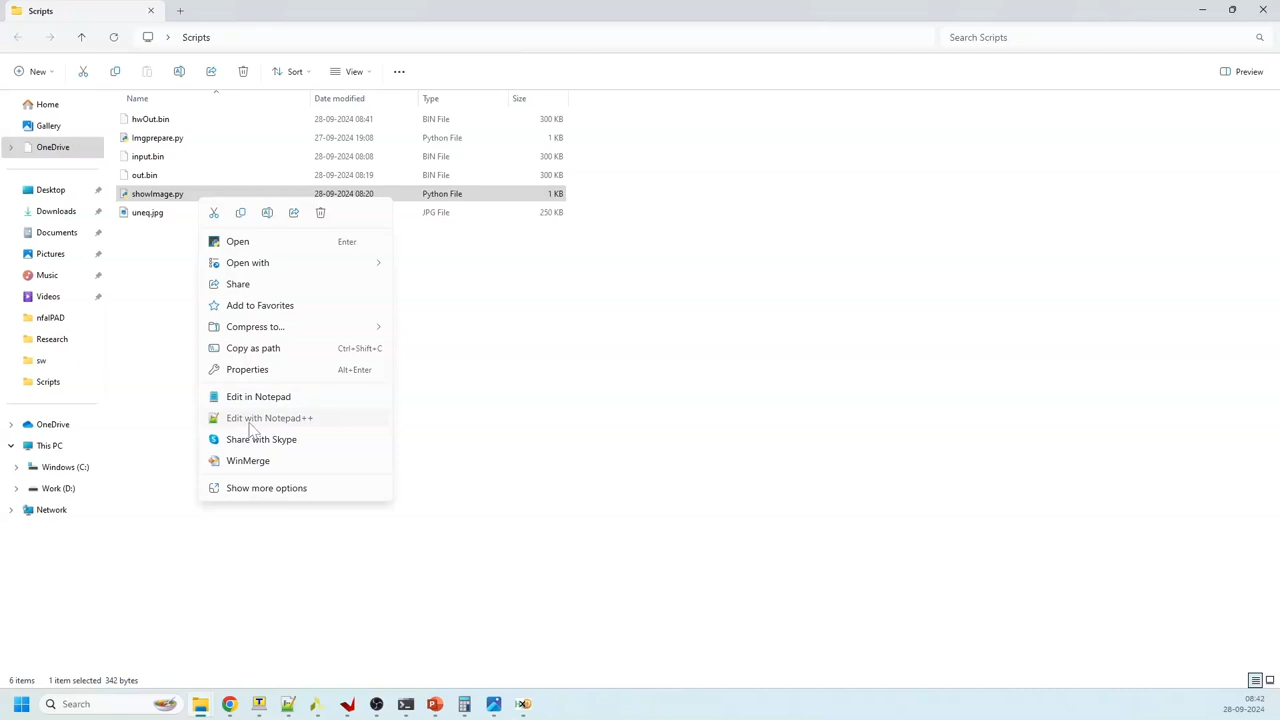 Scripts
Scripts
Search Scripts
New
Sort
View
Preview
Name
Date modified
Type
Size
Home
Gallery
OneDrive
Desktop
Downloads
Documents
Pictures
Music
Videos
nfalPAD
Research
sw
Scripts
OneDrive
This PC
Windows (C:)
Work (D:)
Network
hwOut.bin 28-09-2024 08:41 BIN File 300 KB
Imgprepare.py 27-09-2024 19:08 Python File 1 KB
input.bin 28-09-2024 08:08 BIN File 300 KB
out.bin 28-09-2024 08:19 BIN File 300 KB
showImage.py 28-09-2024 08:20 Python File 1 KB
uneq.jpg JPG File 250 KB
Open Enter
Open with
Share
Add to Favorites
Compress to...
Copy as path Ctrl+Shift+C
Properties Alt+Enter
Edit in Notepad
Edit with Notepad++
Share with Skype
WinMerge
Show more options
6 items 1 item selected 342 bytes
Search
08:42
28-09-2024